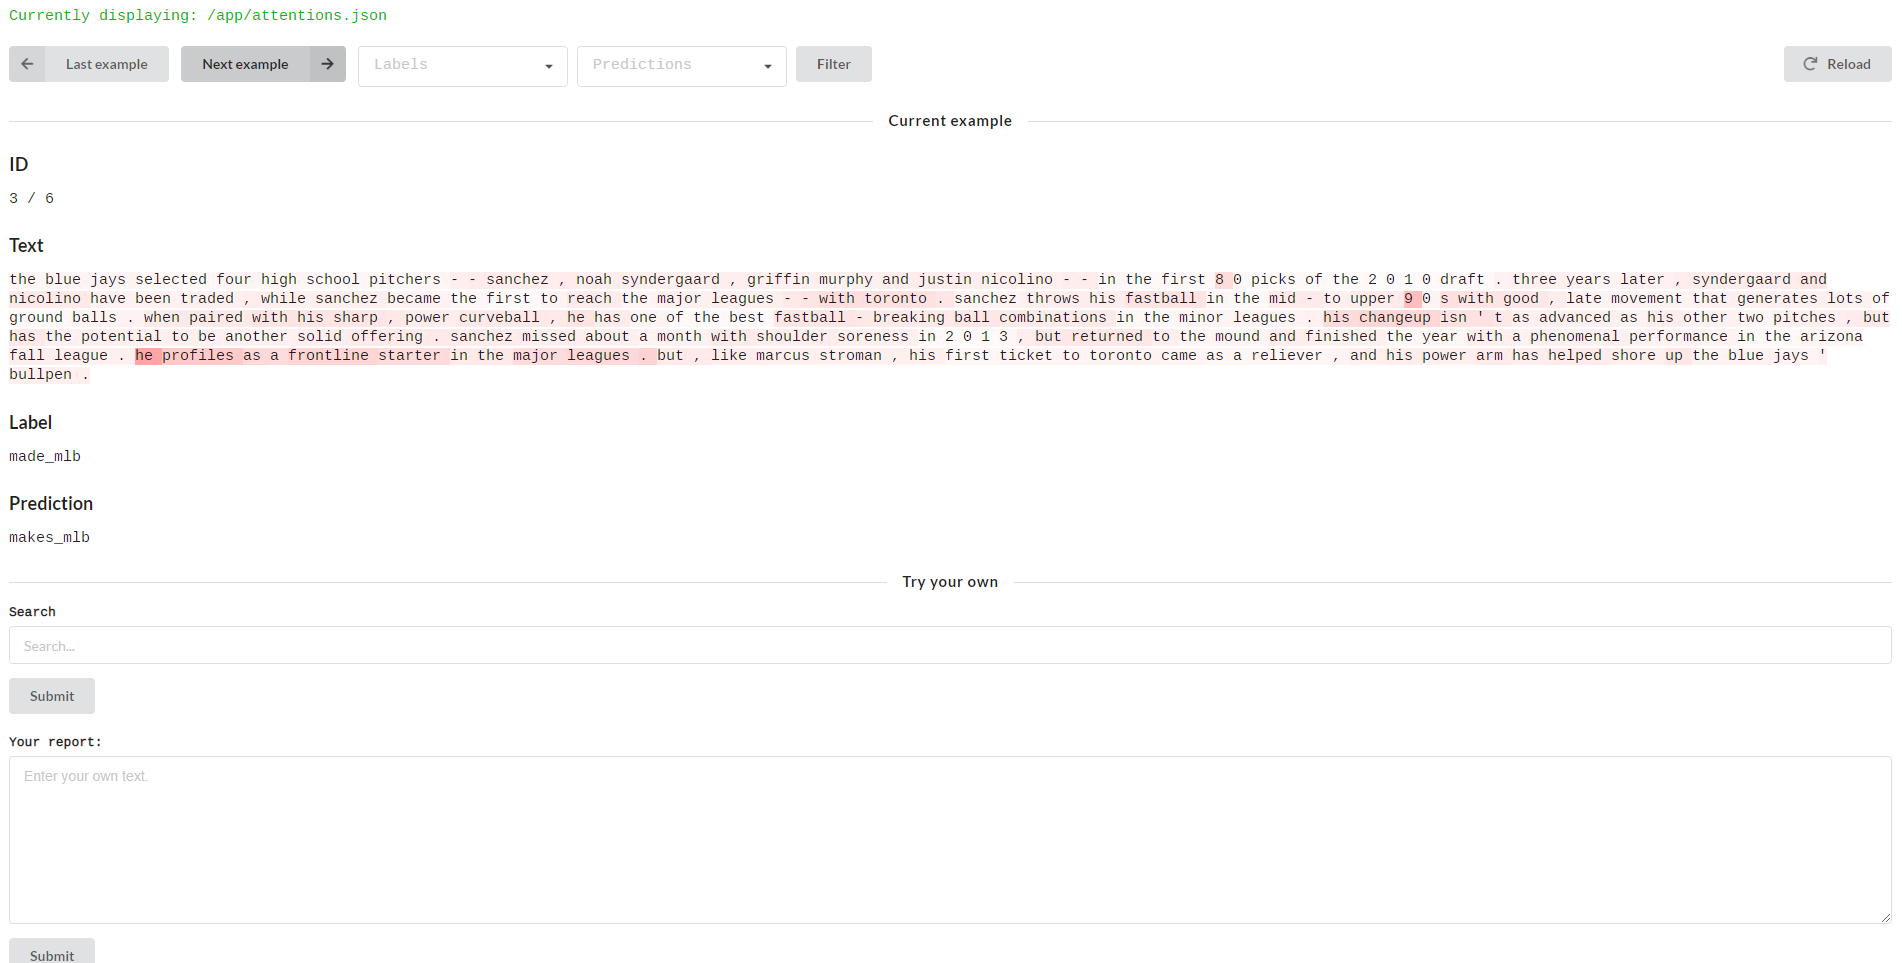 Currently displaying: /app/attentions.json
Last example Next example Labels Predictions Filter Reload
Current example
ID
3 / 6
Text
the blue jays selected four high school pitchers - - sanchez , noah syndergaard , griffin murphy and justin nicolino - - in the first 8 0 picks of the 2 0 1 0 draft . three years later , syndergaard and
nicolino have been traded , while sanchez became the first to reach the major leagues - - with toronto . sanchez throws his fastball in the mid - to upper 9 0 s with good , late movement that generates lots of
ground balls . when paired with his sharp , power curveball , he has one of the best fastball - breaking ball combinations in the minor leagues . his changeup isn ' t as advanced as his other two pitches , but
has the potential to be another solid offering . sanchez missed about a month with shoulder soreness in 2 0 1 3 , but returned to the mound and finished the year with a phenomenal performance in the arizona
fall league . he profiles as a frontline starter in the major leagues . but , like marcus stroman , his first ticket to toronto came as a reliever , and his power arm has helped shore up the blue jays '
bullpen .
Label
made_mlb
Prediction
makes_mlb
Try your own
Search
Search...
Submit
Your report:
Enter your own text.
Submit